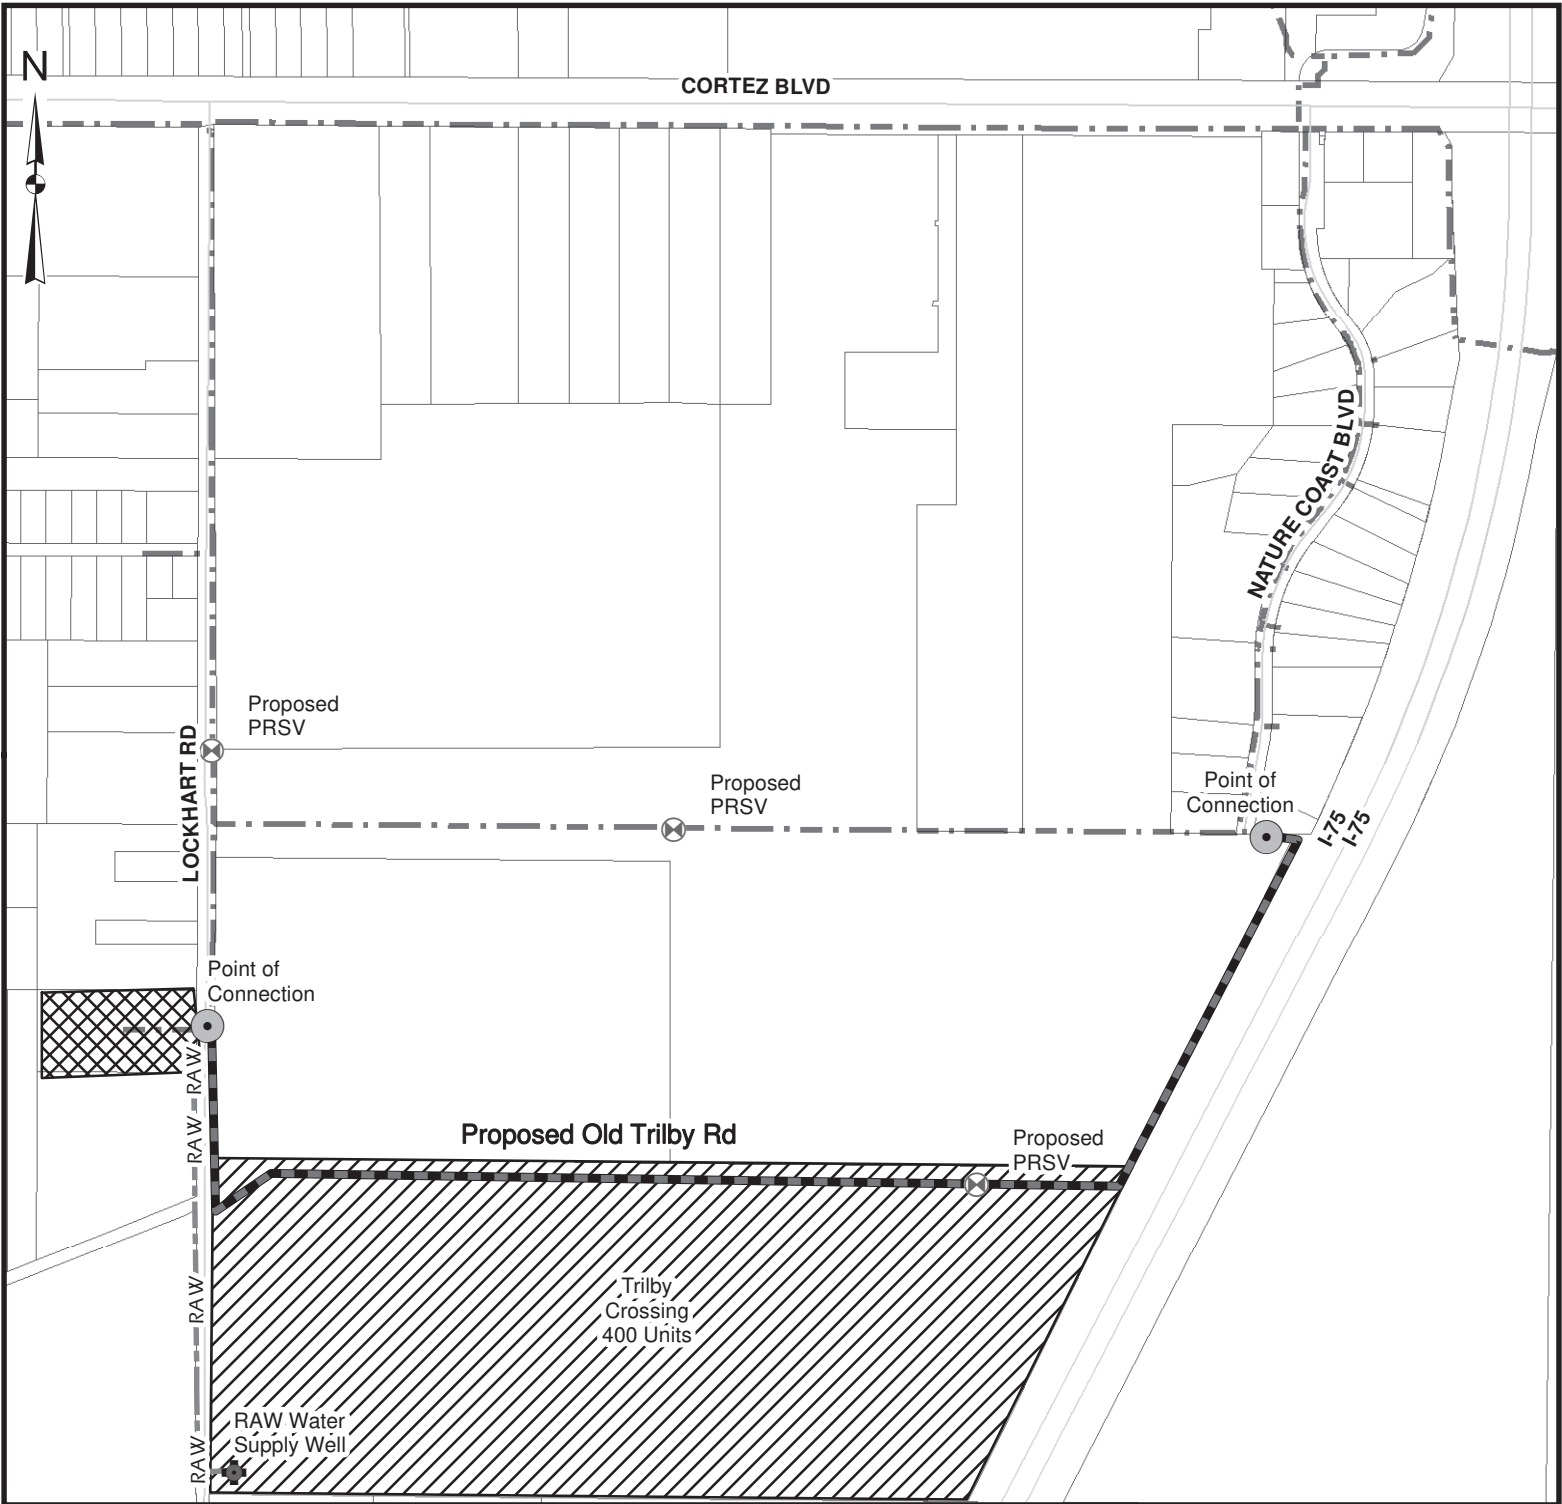 N
CORTEZ BLVD
NATURE COAST BLVD
Proposed
PRSV
LOCKHART RD
Proposed
PRSV
Point of
Connection
I-75
I-75
Point of
Connection
RAW
RAW
Proposed Old Trilby Rd
Proposed
PRSV
RAW
Trilby
Crossing
400 Units
RAW Water
Supply Well
RAW